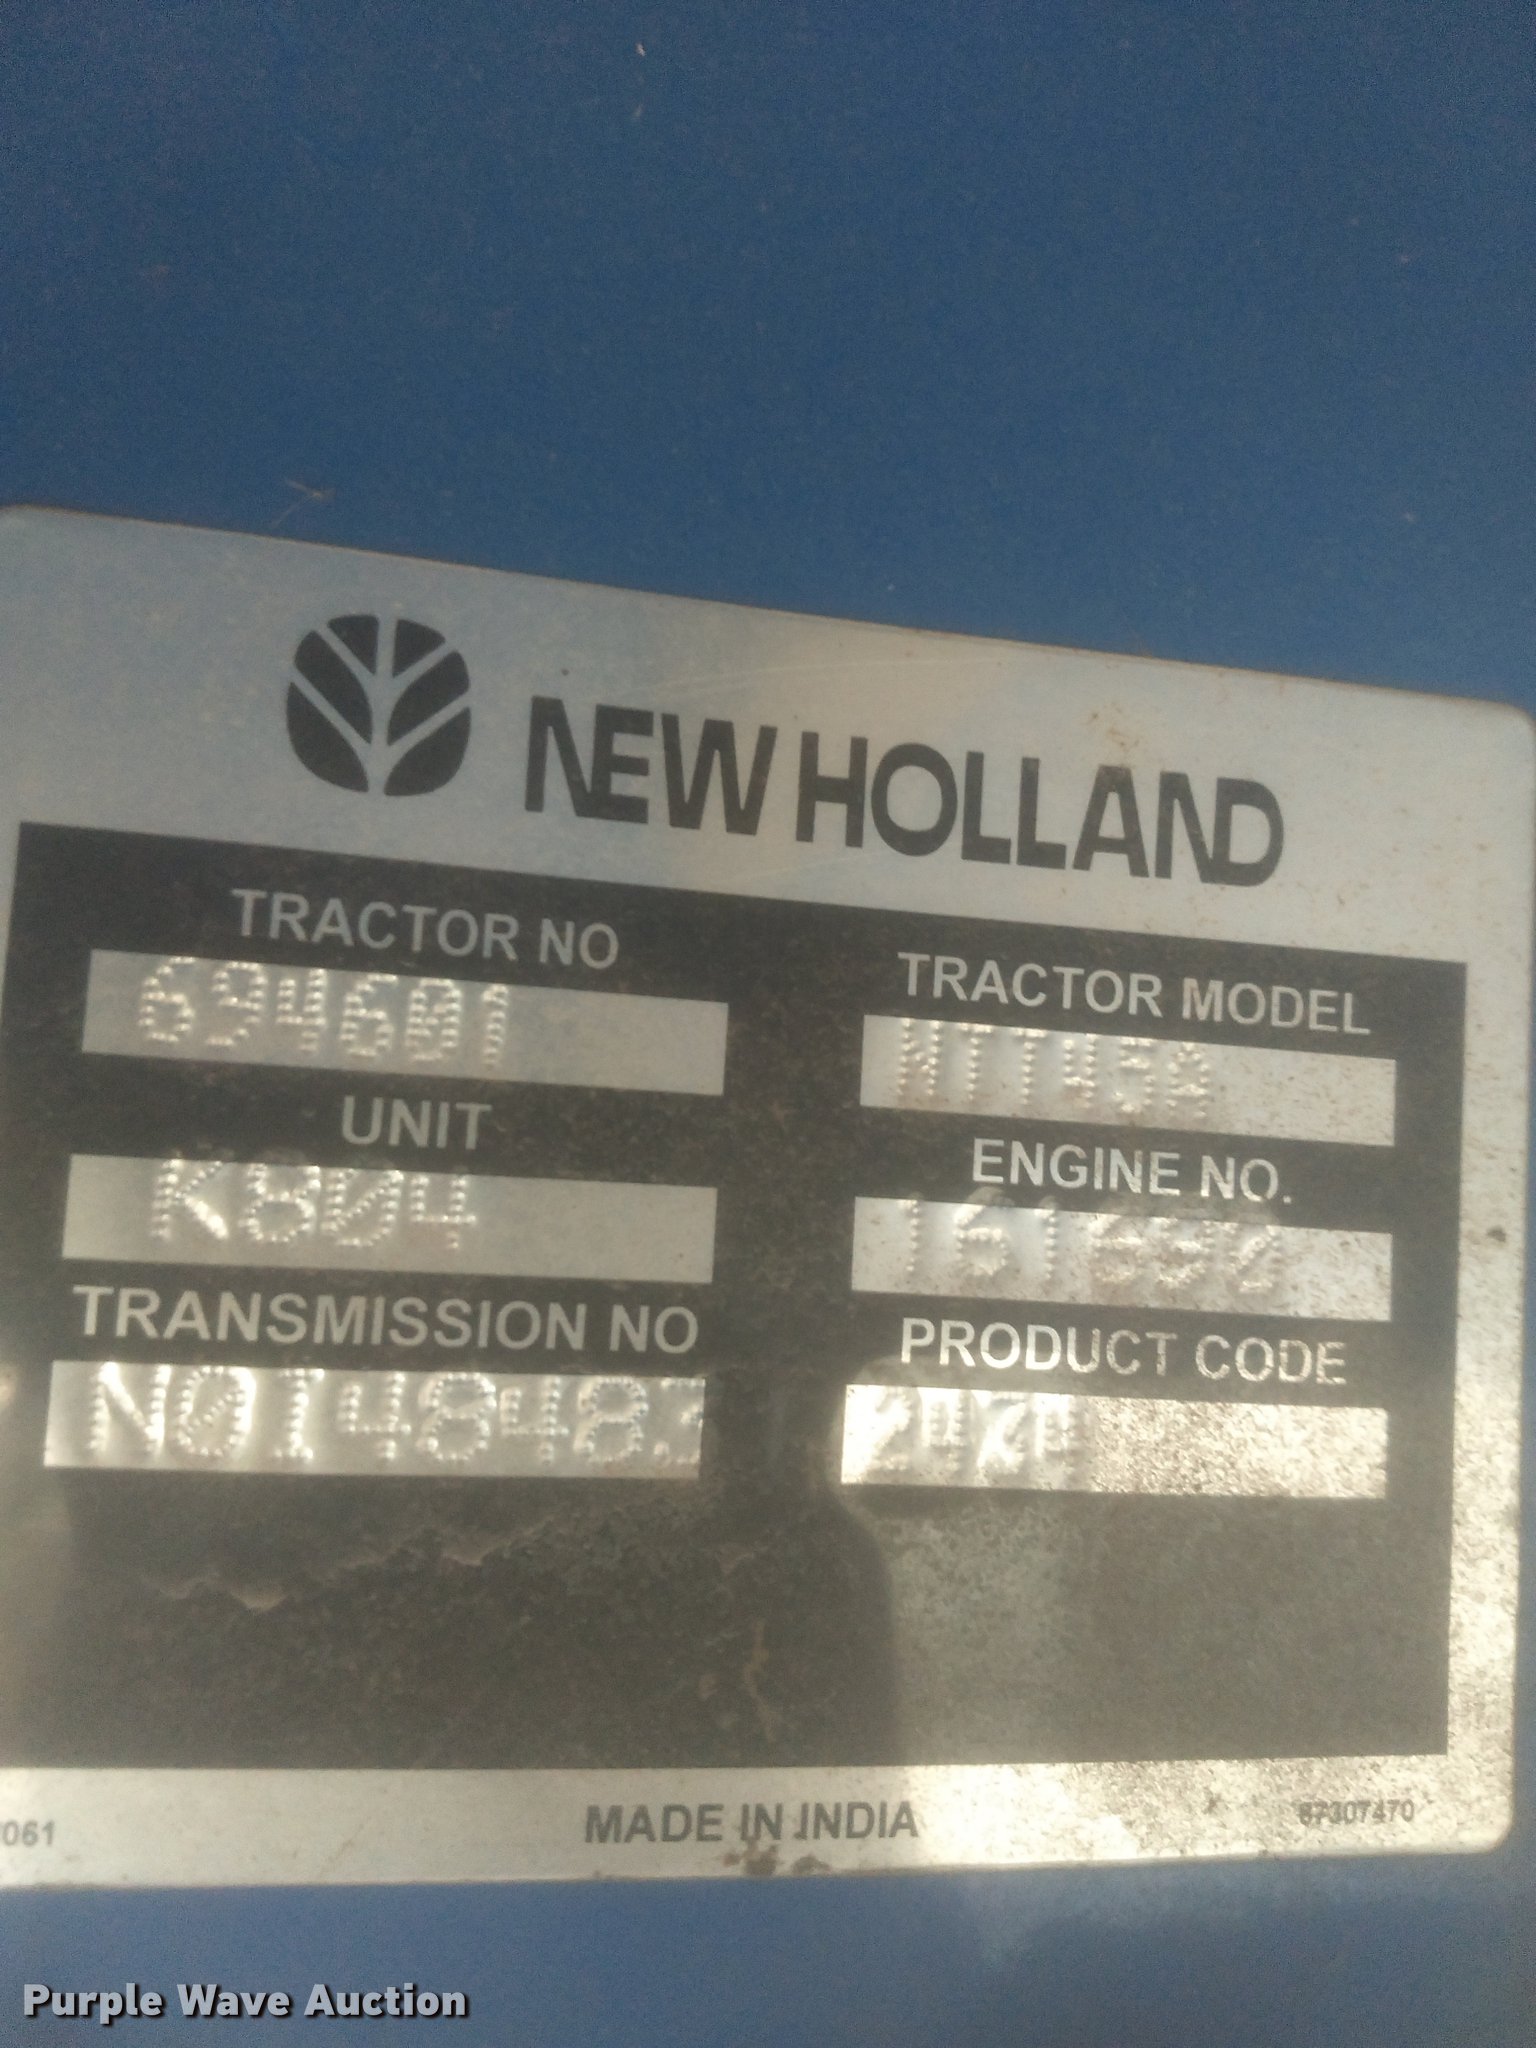 NEW HOLLAND
TRACTOR NO
694601
TRACTOR MODEL
NTT45A
UNIT
K804
ENGINE NO.
TRANSMISSION NO
PRODUCT CODE
MADE IN INDIA
87307470
Purple Wave Auction